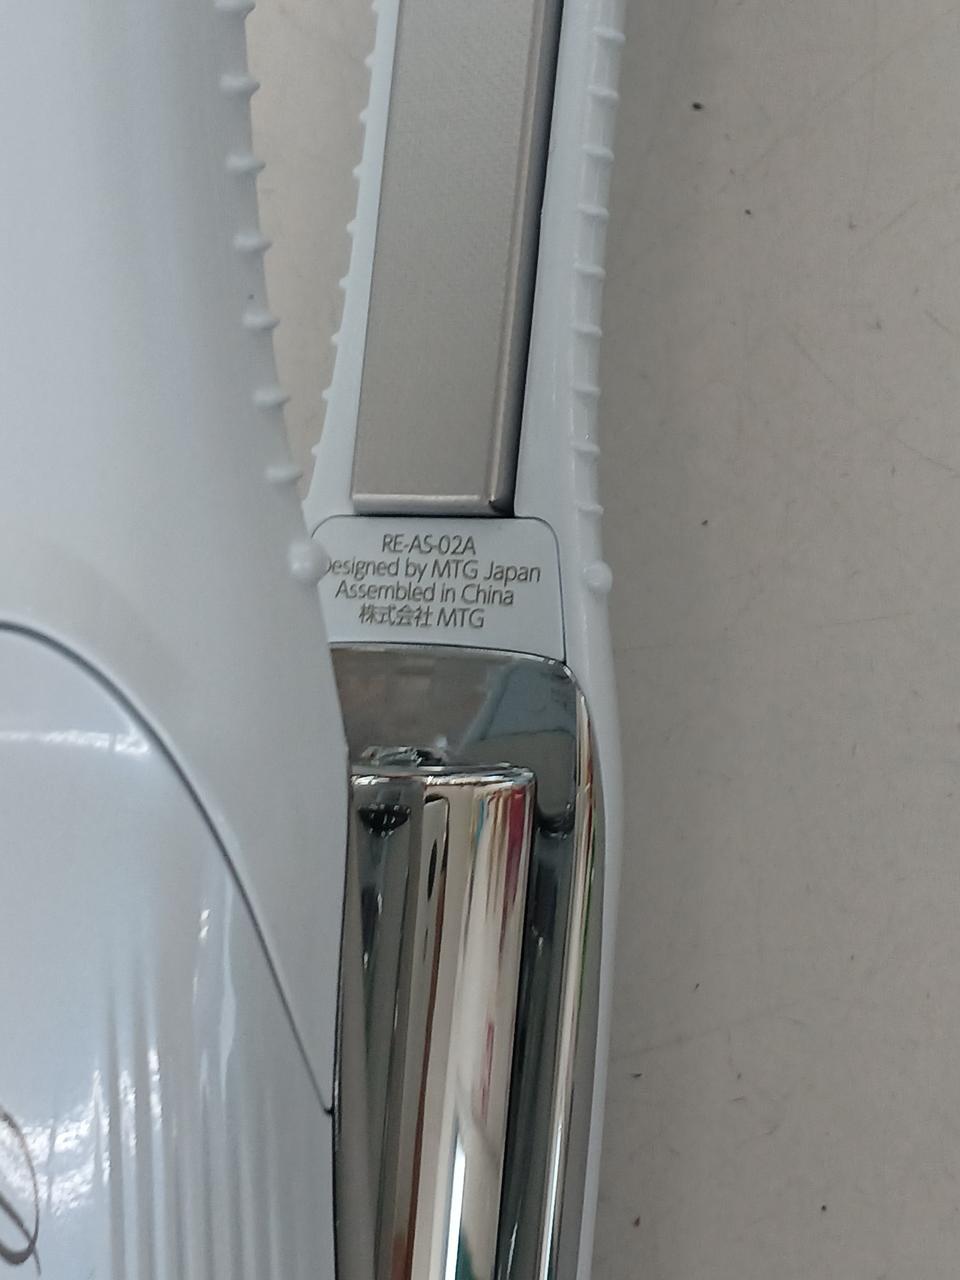 RE-AS-02A
Designed by MTG Japan
Assembled in China
株式会社 MTG